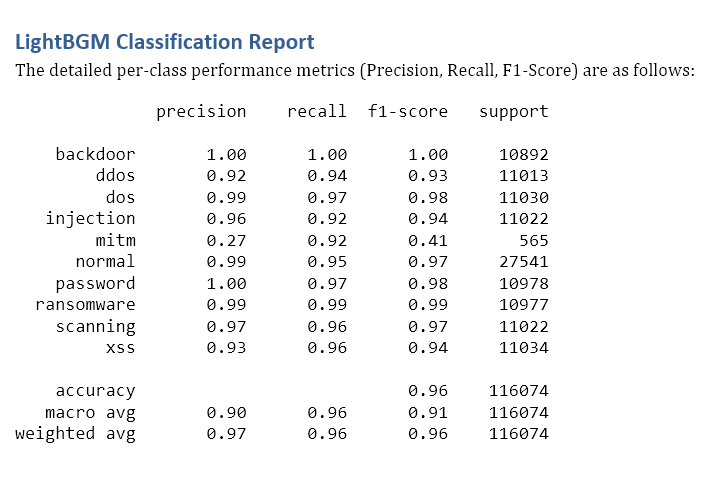 LightBGM Classification Report
The detailed per-class performance metrics (Precision, Recall, F1-Score) are as follows:
precision recall f1-score support
backdoor 1.00 1.00 1.00 10892
ddos 0.92 0.94 0.93 11013
dos 0.99 0.97 0.98 11030
injection 0.96 0.92 0.94 11022
mitm 0.27 0.92 0.41 565
normal 0.99 0.95 0.97 27541
password 1.00 0.97 0.98 10978
ransomware 0.99 0.99 0.99 10977
scanning 0.97 0.96 0.97 11022
xss 0.93 0.96 0.94 11034
accuracy 0.96 116074
macro avg 0.90 0.96 0.91 116074
weighted avg 0.97 0.96 0.96 116074